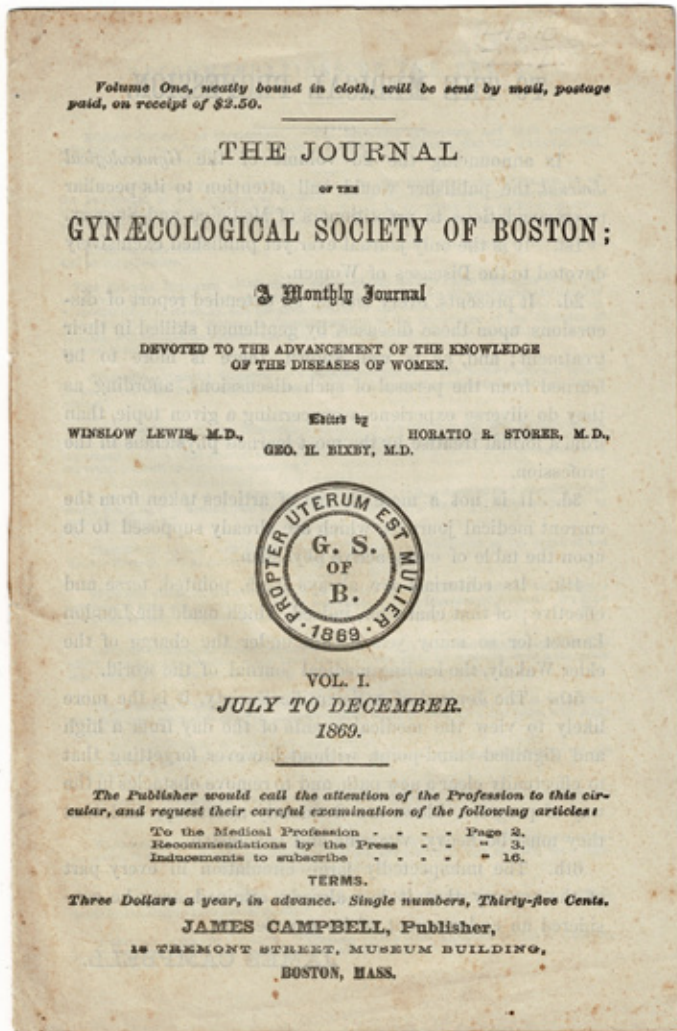 Volume One, neatly bound in cloth, will be sent by mail, postage
paid, on receipt of $2.50.
THE JOURNAL
OF THE
GYNÆCOLOGICAL SOCIETY OF BOSTON;
A Monthly Journal
DEVOTED TO THE ADVANCEMENT OF THE KNOWLEDGE
OF THE DISEASES OF WOMEN.
Edited by
WINSLOW LEWIS, M.D., HORATIO R. STORER, M.D.,
GEO. H. BIXBY, M.D.
PROPTER UTERUM EST MULIER
G. S.
OF
B.
· 1869 ·
VOL. I.
JULY TO DECEMBER.
1869.
The Publisher would call the attention of the Profession to this cir-
cular, and request their careful examination of the following articles:
To the Medical Profession - - - - Page 2.
Recommendations by the Press - - " 3.
Inducements to subscribe - - - - " 16.
TERMS.
Three Dollars a year, in advance. Single numbers, Thirty-five Cents.
JAMES CAMPBELL, Publisher,
18 TREMONT STREET, MUSEUM BUILDING,
BOSTON, MASS.